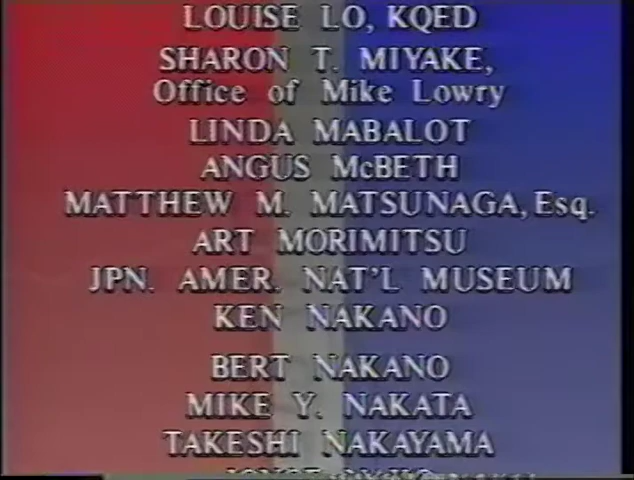 LOUISE LO, KQED
SHARON T. MIYAKE,
Office of Mike Lowry
LINDA MABALOT
ANGUS McBETH
MATTHEW M. MATSUNAGA, Esq.
ART MORIMITSU
JPN. AMER. NAT'L MUSEUM
KEN NAKANO
BERT NAKANO
MIKE Y. NAKATA
TAKESHI NAKAYAMA